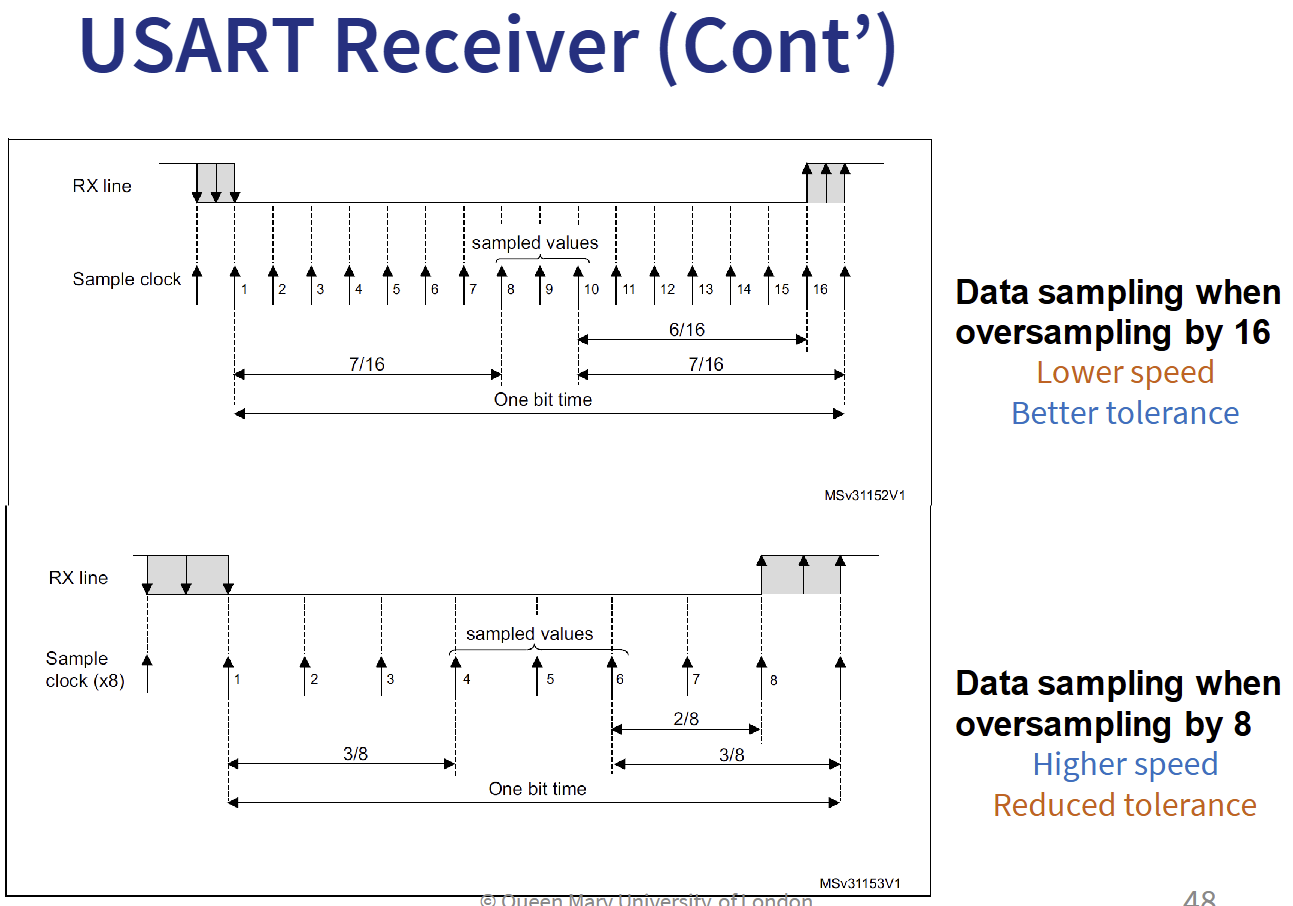 USART Receiver (Cont’)
RX line
sampled values
Sample clock
1 2 3 4 5 6 7 8 9 10 11 12 13 14 15 16
6/16
7/16 7/16
One bit time
MSv31152V1
Data sampling when
oversampling by 16
Lower speed
Better tolerance
RX line
sampled values
Sample
clock (x8)
1 2 3 4 5 6 7 8
2/8
3/8 3/8
One bit time
MSv31153V1
Data sampling when
oversampling by 8
Higher speed
Reduced tolerance
© Queen Mary University of London
48